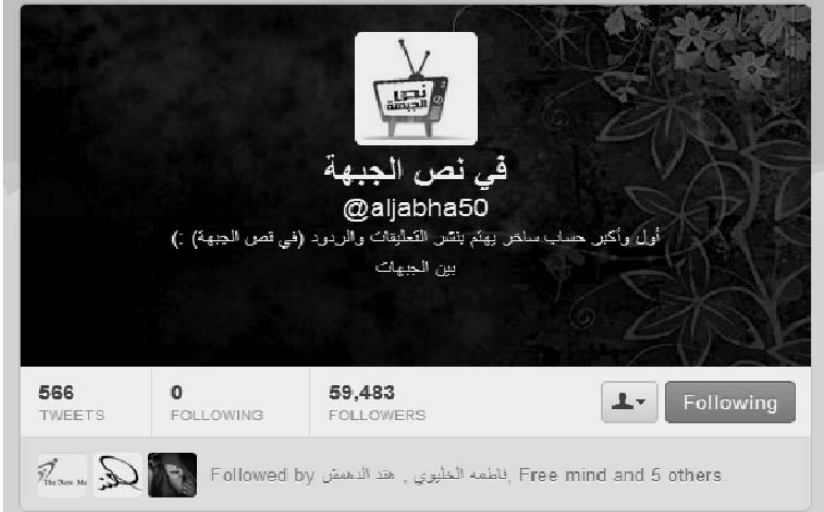 نص
الجبهة
في نص الجبهة
@aljabha50
أول وأكبر حساب ساخر يهتم بنشر التعليقات والردود (في قص الجبهة) :)
بين الجبهات
566 0 59,483
TWEETS FOLLOWING FOLLOWERS
Following
The New Me
Followed by فاطمه الخليوي , هند الدهمش, Free mind and 5 others.